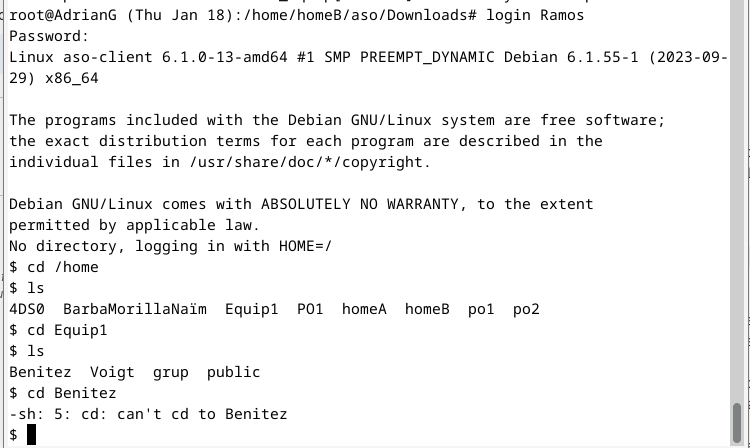 root@AdrianG (Thu Jan 18):/home/homeB/aso/Downloads# login Ramos
Password:
Linux aso-client 6.1.0-13-amd64 #1 SMP PREEMPT_DYNAMIC Debian 6.1.55-1 (2023-09-
29) x86_64

The programs included with the Debian GNU/Linux system are free software;
the exact distribution terms for each program are described in the
individual files in /usr/share/doc/*/copyright.

Debian GNU/Linux comes with ABSOLUTELY NO WARRANTY, to the extent
permitted by applicable law.
No directory, logging in with HOME=/
$ cd /home
$ ls
4DS0  BarbaMorillaNaïm  Equip1  PO1  homeA  homeB  po1  po2
$ cd Equip1
$ ls
Benitez  Voigt  grup  public
$ cd Benitez
-sh: 5: cd: can't cd to Benitez
$